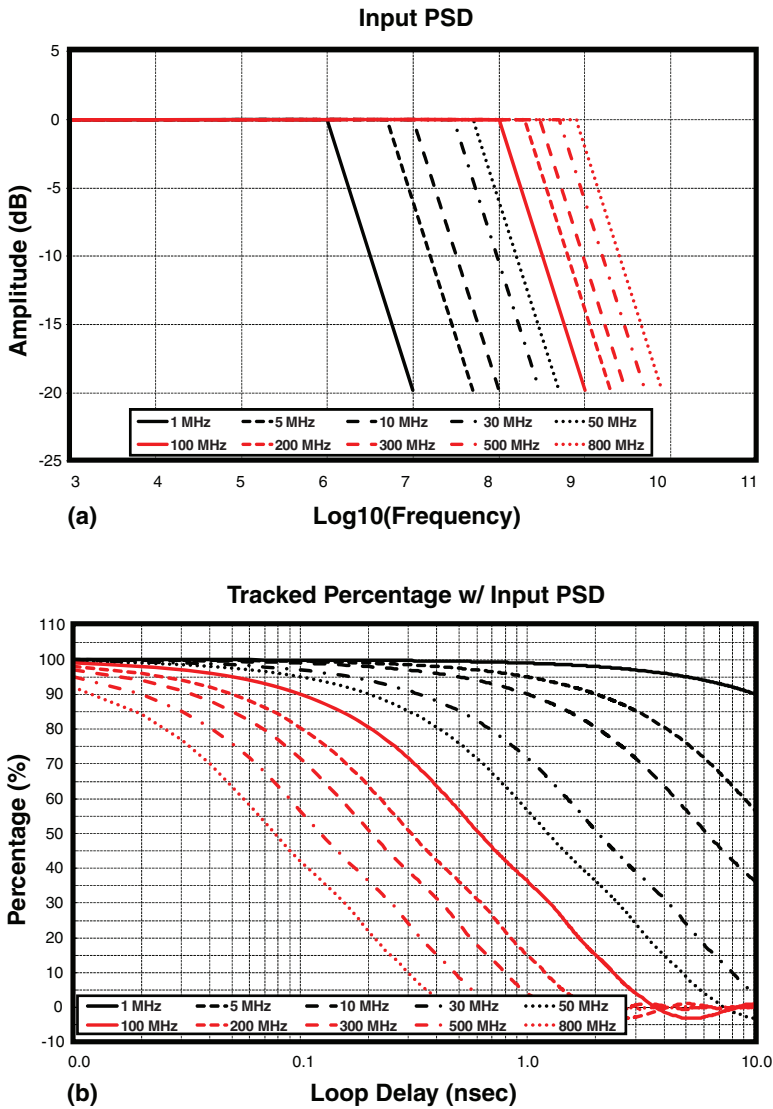 Input PSD
5
0
-5
-10
-15
-20
-25
Amplitude (dB)
1 MHz 5 MHz 10 MHz 30 MHz 50 MHz
100 MHz 200 MHz 300 MHz 500 MHz 800 MHz
3 4 5 6 7 8 9 10 11
(a) Log10(Frequency)
Tracked Percentage w/ Input PSD
110
100
90
80
70
60
50
40
30
20
10
0
-10
Percentage (%)
1 MHz 5 MHz 10 MHz 30 MHz 50 MHz
100 MHz 200 MHz 300 MHz 500 MHz 800 MHz
0.0 0.1 1.0 10.0
(b) Loop Delay (nsec)